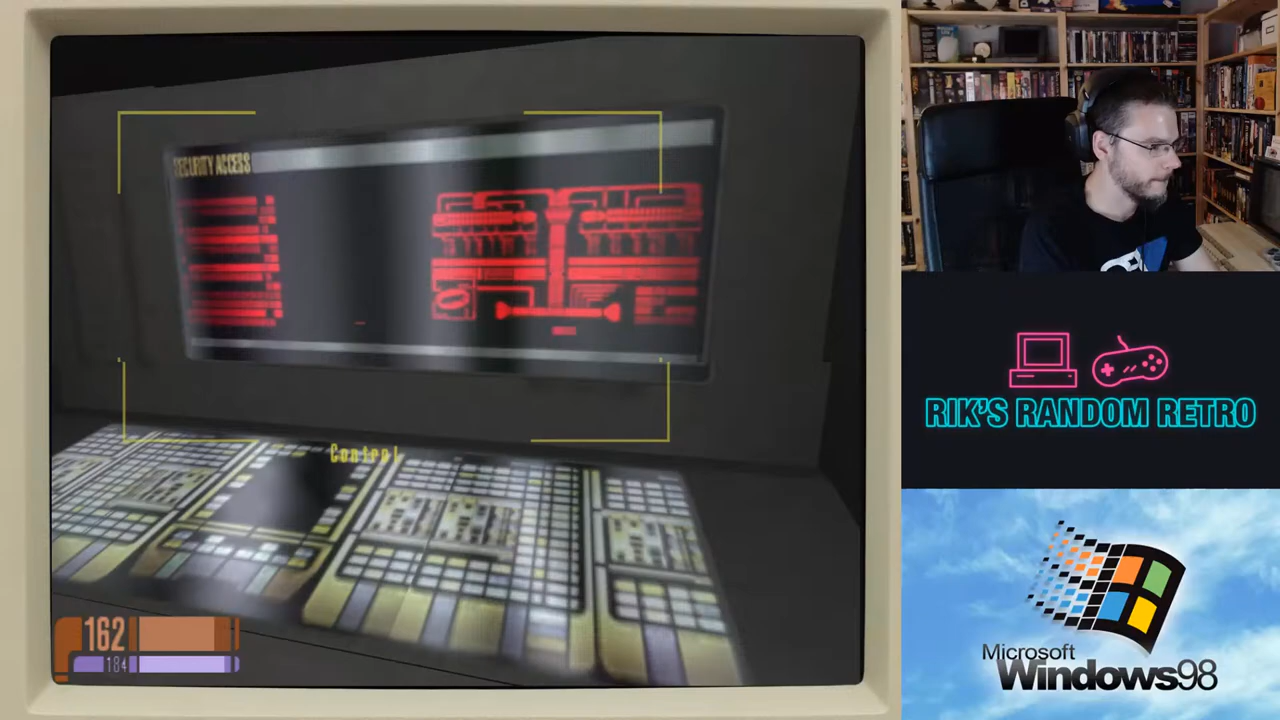 SECURITY ACCESS
Control
162
184
RIK'S RANDOM RETRO
Microsoft
Windows98